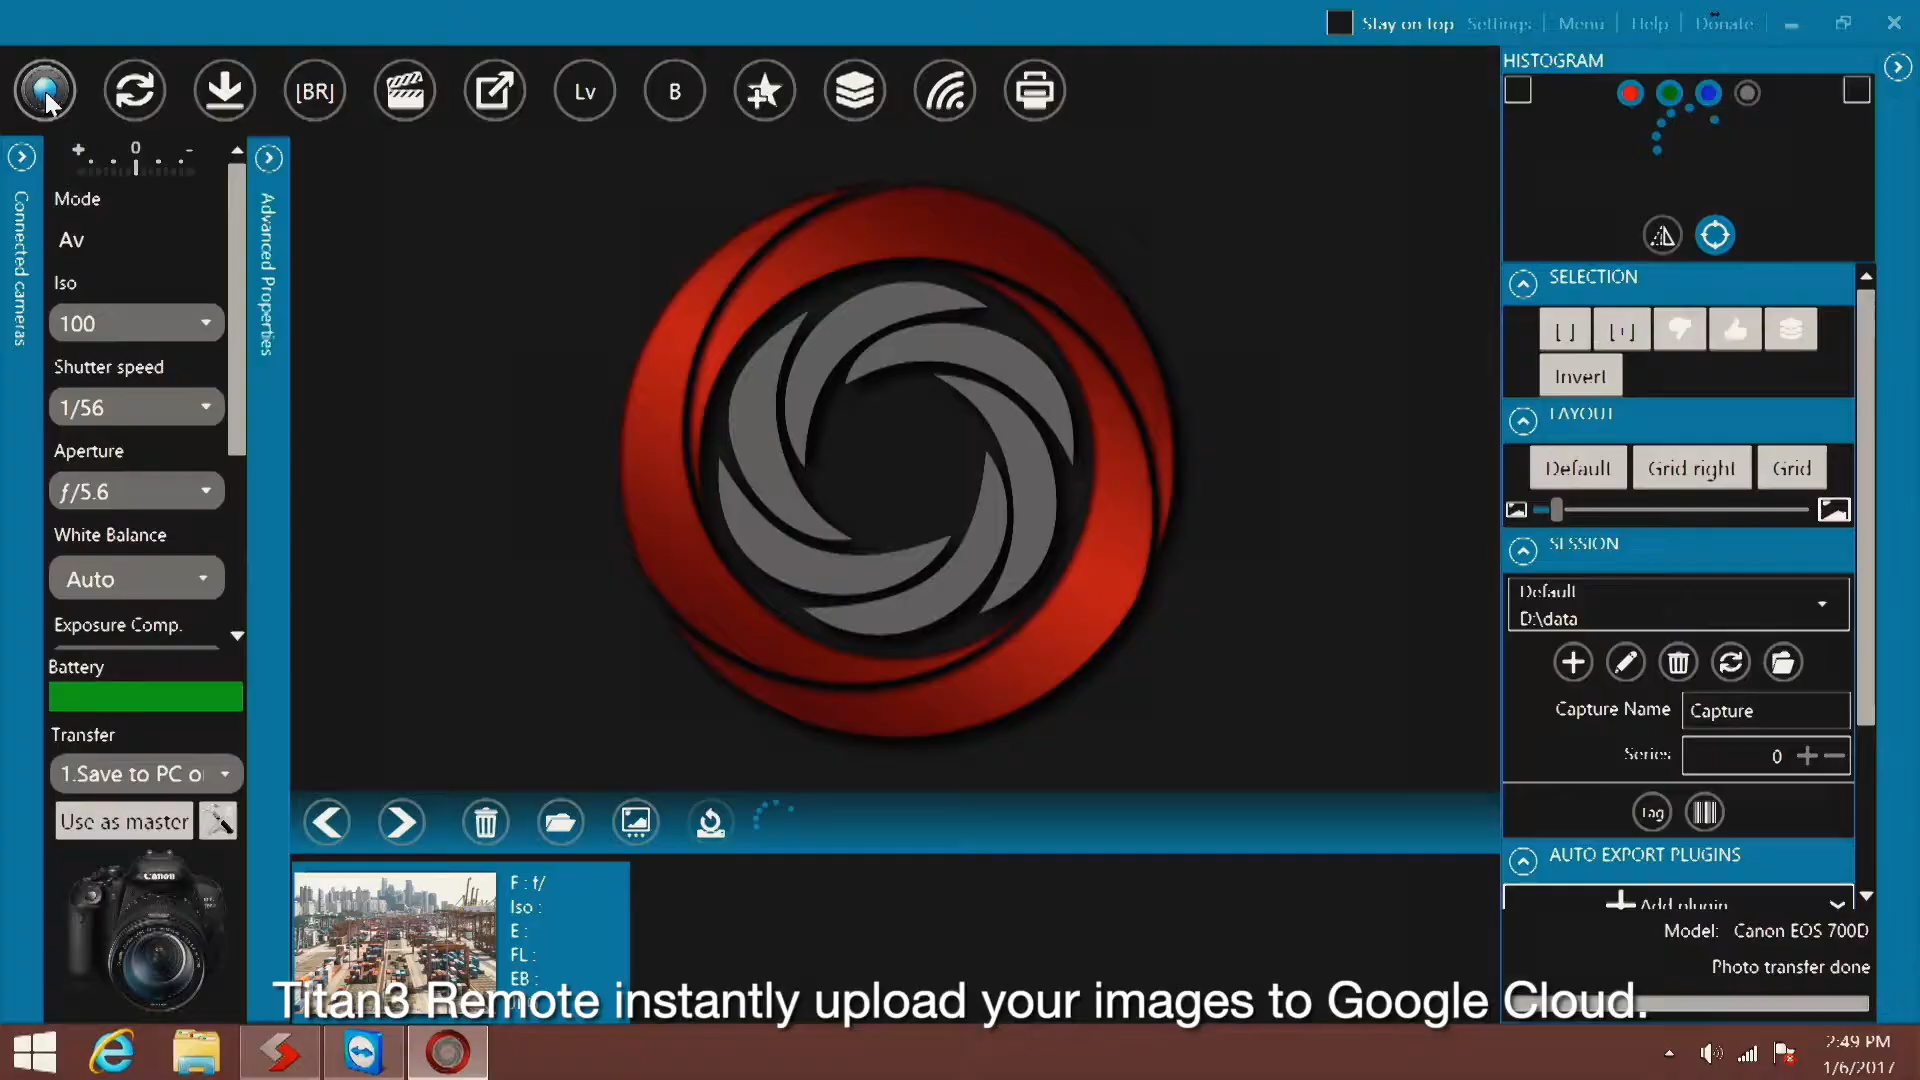 Stay on top Settings Menu Help Donate
[BR] Lv B
HISTOGRAM
Connected cameras
+ 0 -
Mode
Av
Iso
100
Shutter speed
1/56
Aperture
ƒ/5.6
White Balance
Auto
Exposure Comp.
Battery
Transfer
1.Save to PC o
Use as master
Canon
Advanced Properties
F : f/
Iso :
E :
FL :
EB :
SELECTION
[ ] [+]
Invert
LAYOUT
Default Grid right Grid
SESSION
Default
D:\data
Capture Name Capture
Series 0
Tag
AUTO EXPORT PLUGINS
Add plugin
Model: Canon EOS 700D
Photo transfer done
Titan3 Remote instantly upload your images to Google Cloud.
2:49 PM
1/6/2017